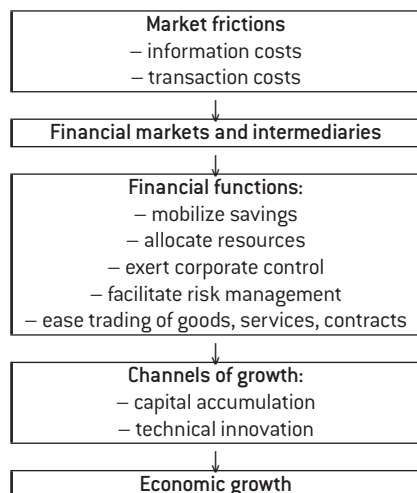 Market frictions
– information costs
– transaction costs
Financial markets and intermediaries
Financial functions:
– mobilize savings
– allocate resources
– exert corporate control
– facilitate risk management
– ease trading of goods, services, contracts
Channels of growth:
– capital accumulation
– technical innovation
Economic growth